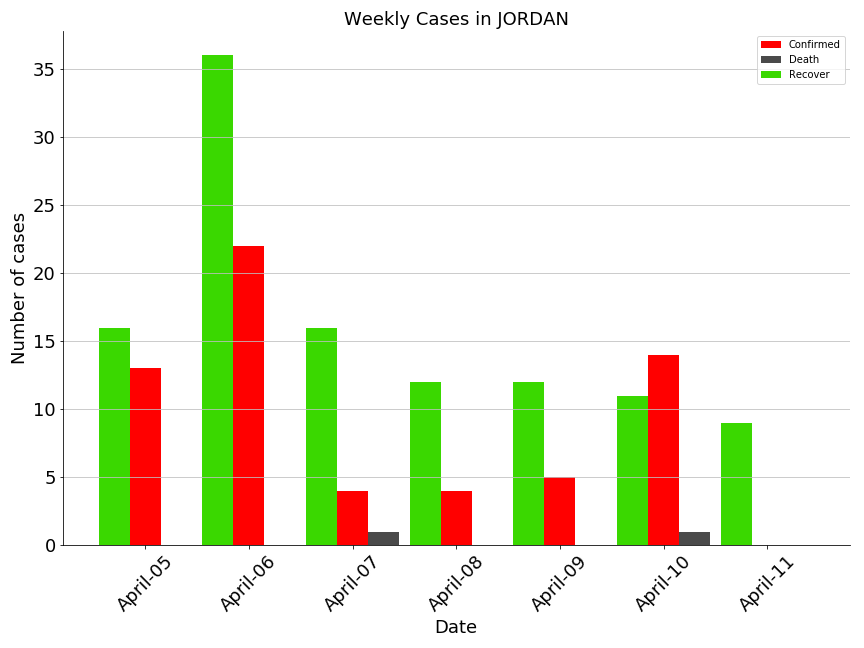 Weekly Cases in JORDAN
Confirmed
Death
Recover
Number of cases
35
30
25
20
15
10
5
0
April-05
April-06
April-07
April-08
April-09
April-10
April-11
Date